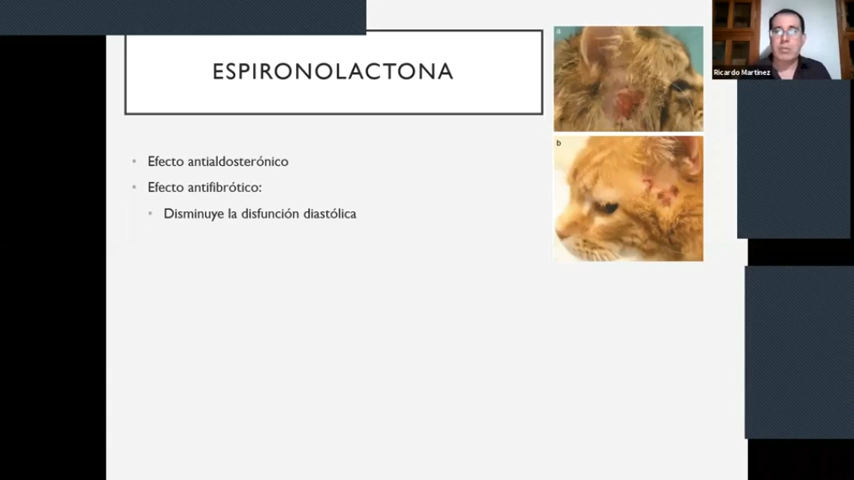 ESPIRONOLACTONA
Efecto antialdosterónico
Efecto antifibrótico:
Disminuye la disfunción diastólica
a
b
Ricardo Martinez